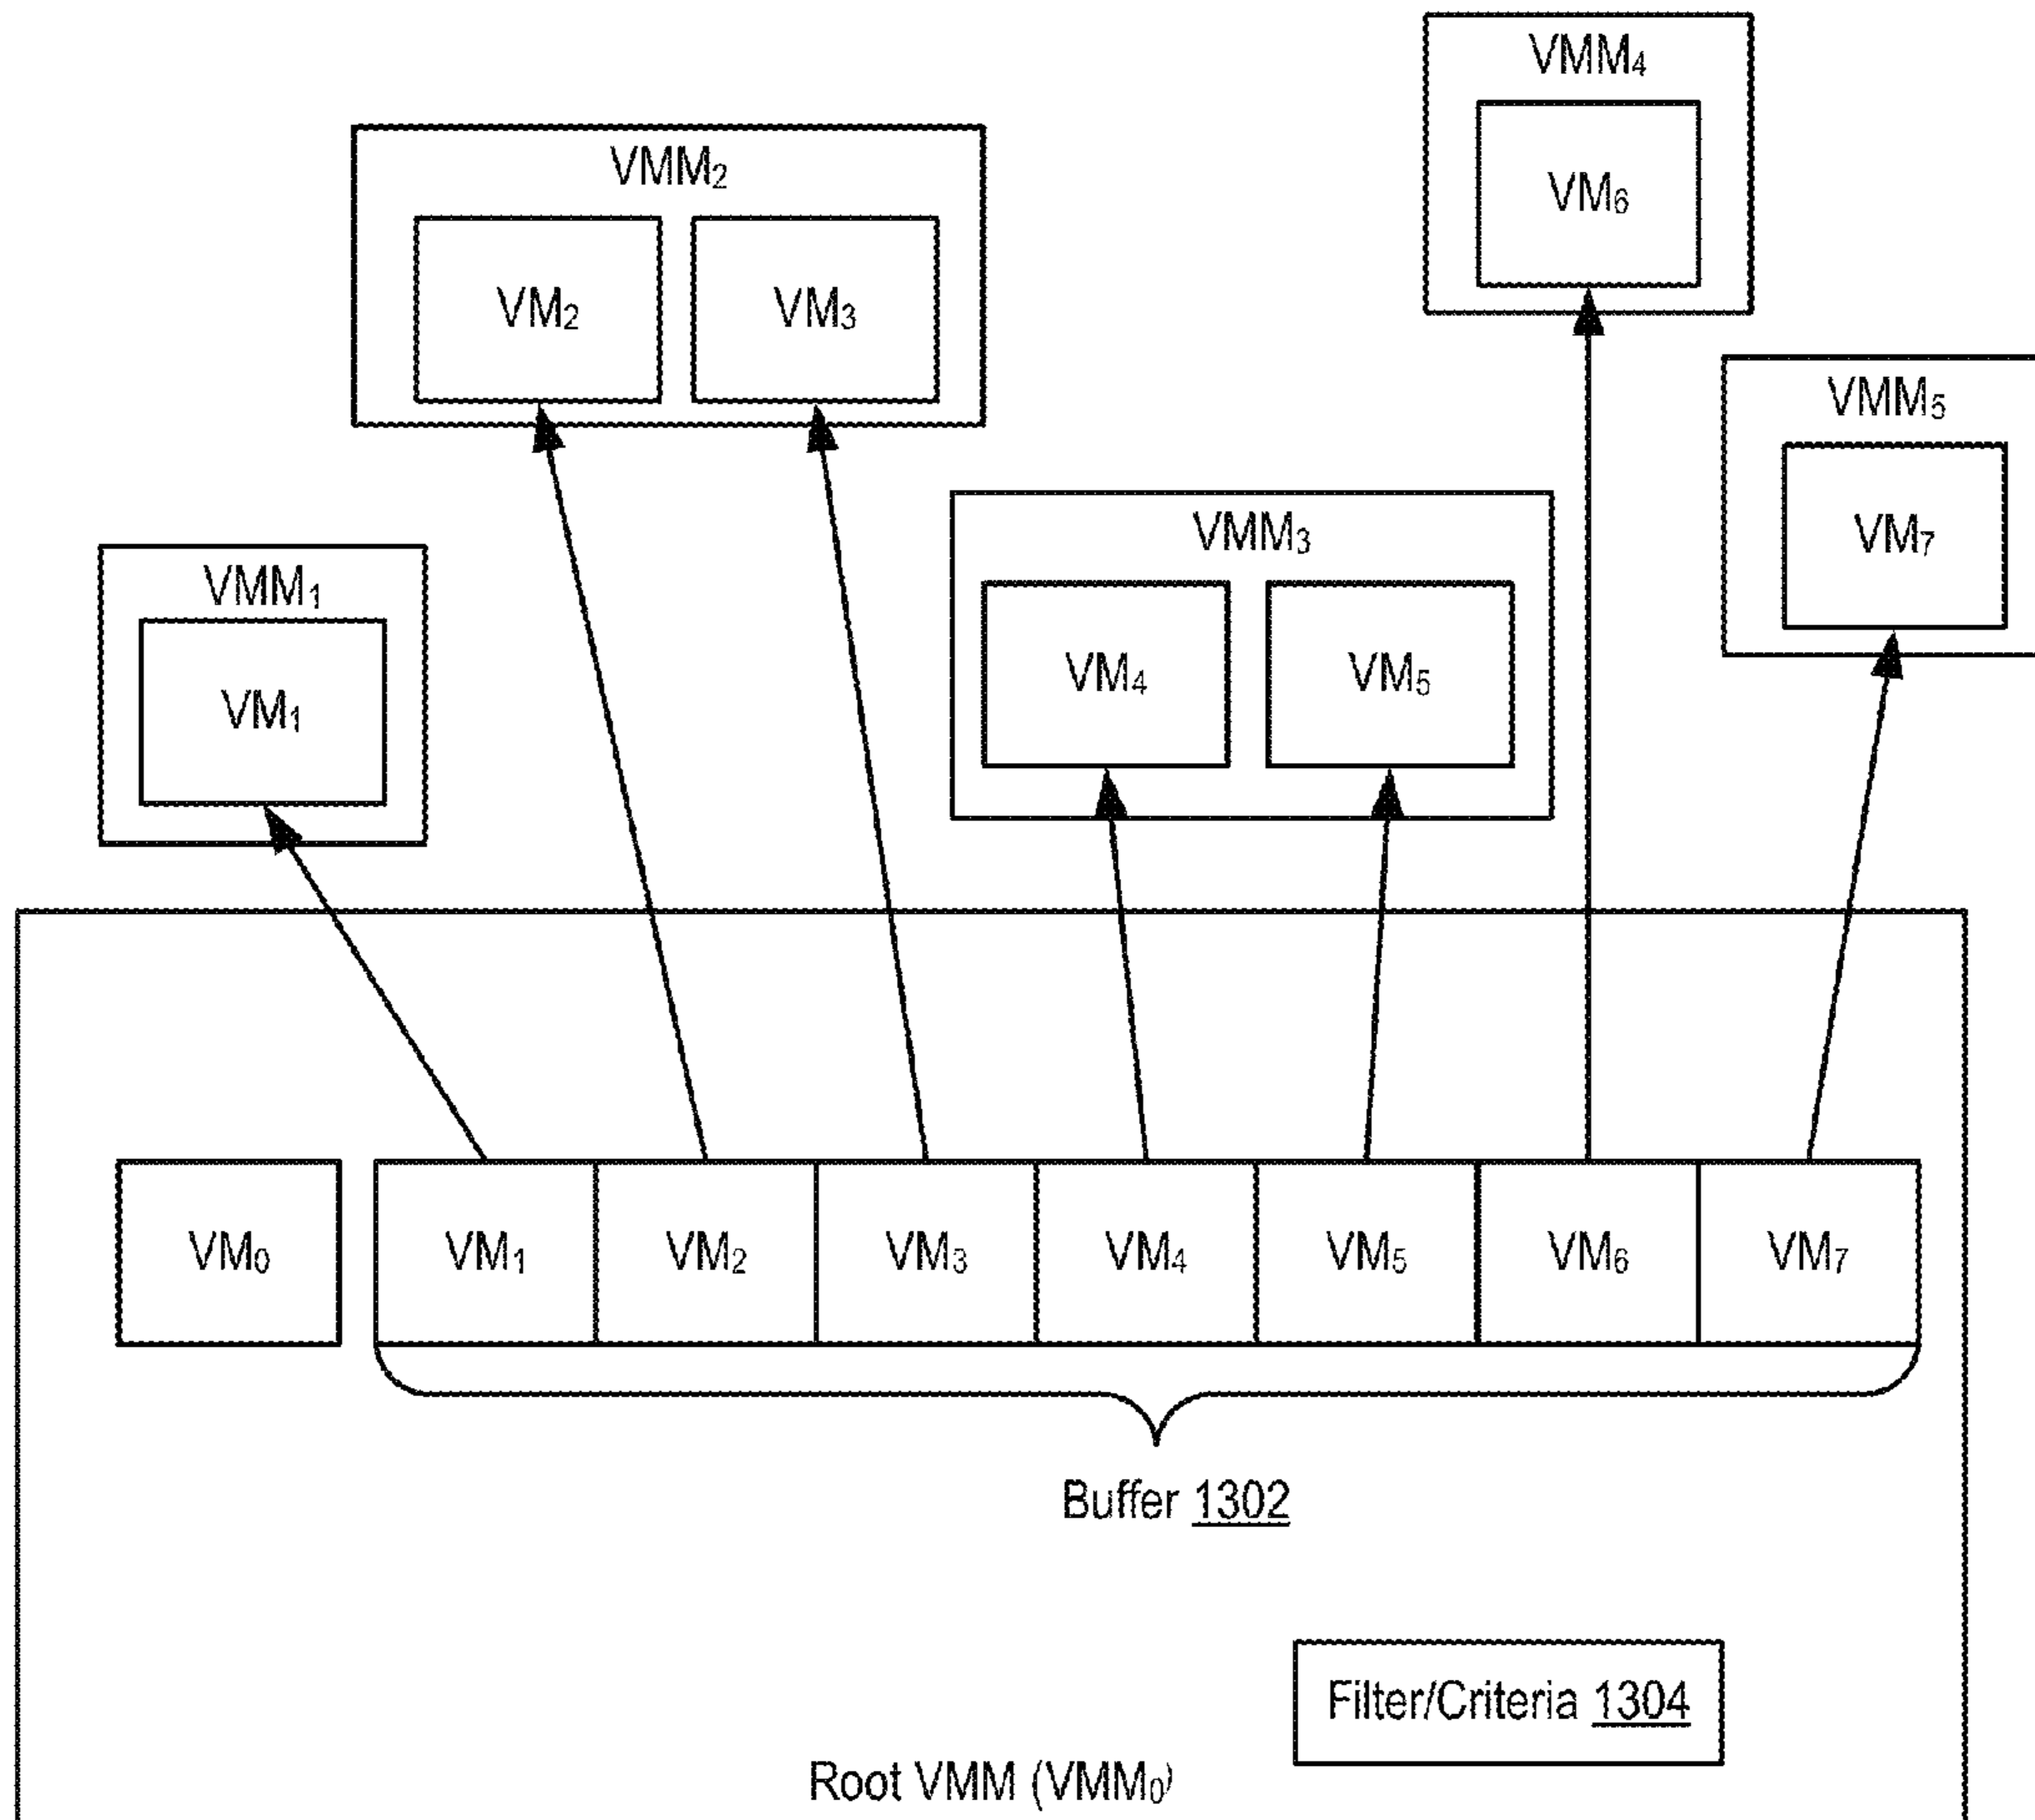 VMM₄
VM₆
VMM₂
VM₂ VM₃
VMM₅
VM₇
VMM₃
VM₄ VM₅
VMM₁
VM₁
VM₀ VM₁ VM₂ VM₃ VM₄ VM₅ VM₆ VM₇
Buffer 1302
Filter/Criteria 1304
Root VMM (VMM₀)